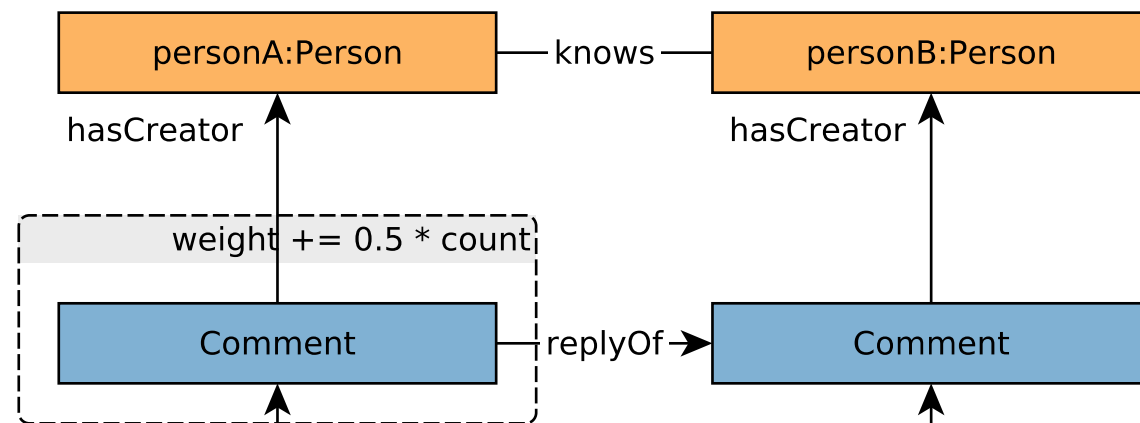 personA:Person
knows
personB:Person
hasCreator
hasCreator
weight += 0.5 * count
Comment
replyOf
Comment